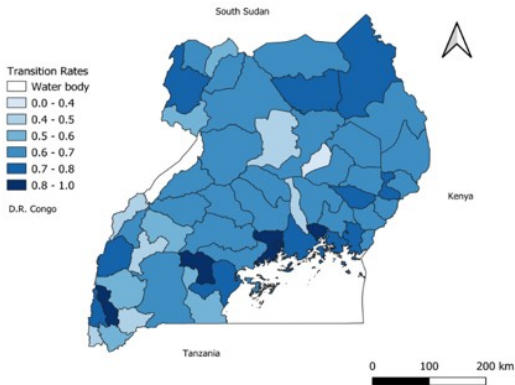 South Sudan
Transition Rates
Water body
0.0 - 0.4
0.4 - 0.5
0.5 - 0.6
0.6 - 0.7
0.7 - 0.8
0.8 - 1.0
D.R. Congo
Kenya
Tanzania
0 100 200 km